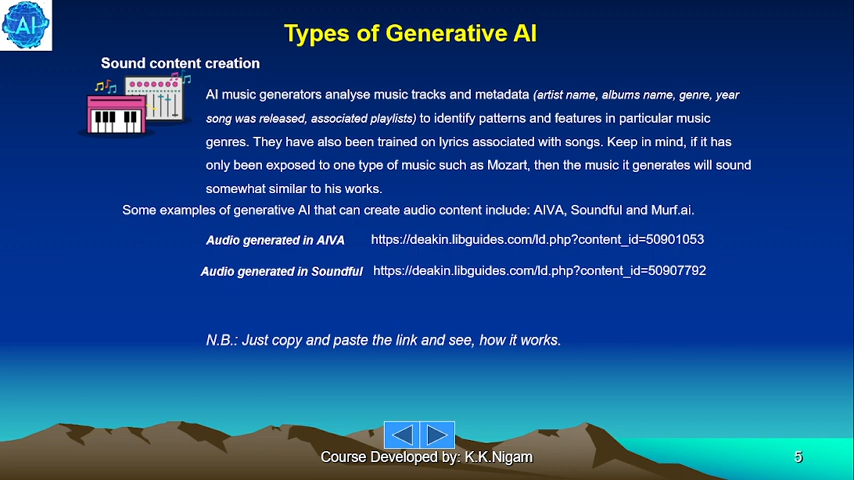 AI
Types of Generative AI
Sound content creation
AI music generators analyse music tracks and metadata (artist name, albums name, genre, year
song was released, associated playlists) to identify patterns and features in particular music
genres. They have also been trained on lyrics associated with songs. Keep in mind, if it has
only been exposed to one type of music such as Mozart, then the music it generates will sound
somewhat similar to his works.
Some examples of generative AI that can create audio content include: AIVA, Soundful and Murf.ai.
Audio generated in AIVA https://deakin.libguides.com/ld.php?content_id=50901053
Audio generated in Soundful https://deakin.libguides.com/ld.php?content_id=50907792
N.B.: Just copy and paste the link and see, how it works.
Course Developed by: K.K.Nigam
5